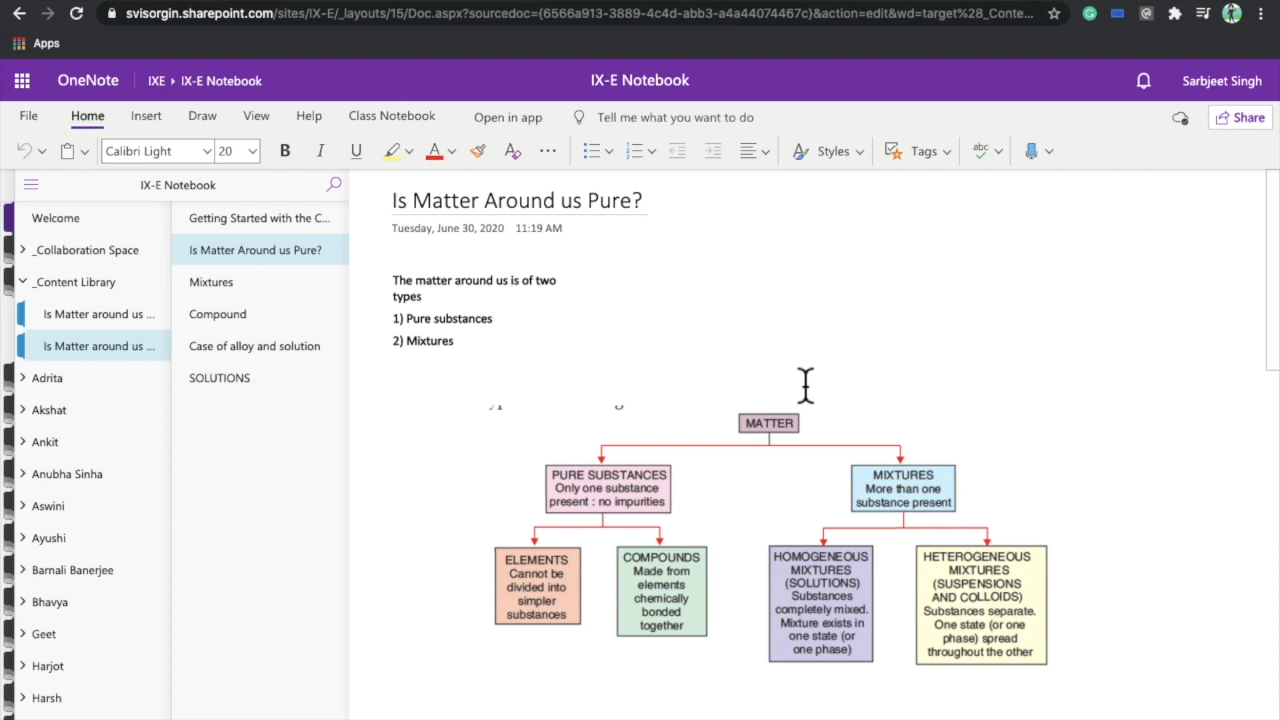 svisorgin.sharepoint.com/sites/IX-E/_layouts/15/Doc.aspx?sourcedoc={6566a913-3889-4c4d-abb3-a4a44074467c}&action=edit&wd=target%28_Conte...
Apps
OneNote IXE ▸ IX-E Notebook IX-E Notebook Sarbjeet Singh
File Home Insert Draw View Help Class Notebook Open in app Tell me what you want to do Share
Calibri Light 20 B I U A Styles Tags abc
IX-E Notebook
Welcome
_Collaboration Space
_Content Library
Is Matter around us ...
Is Matter around us ...
Adrita
Akshat
Ankit
Anubha Sinha
Aswini
Ayushi
Barnali Banerjee
Bhavya
Geet
Harjot
Harsh
Getting Started with the C...
Is Matter Around us Pure?
Mixtures
Compound
Case of alloy and solution
SOLUTIONS
Is Matter Around us Pure?
Tuesday, June 30, 2020 11:19 AM
The matter around us is of two
types
1) Pure substances
2) Mixtures
MATTER
PURE SUBSTANCES
Only one substance
present : no impurities
MIXTURES
More than one
substance present
ELEMENTS
Cannot be
divided into
simpler
substances
COMPOUNDS
Made from
elements
chemically
bonded
together
HOMOGENEOUS
MIXTURES
(SOLUTIONS)
Substances
completely mixed.
Mixture exists in
one state (or
one phase)
HETEROGENEOUS
MIXTURES
(SUSPENSIONS
AND COLLOIDS)
Substances separate.
One state (or one
phase) spread
throughout the other